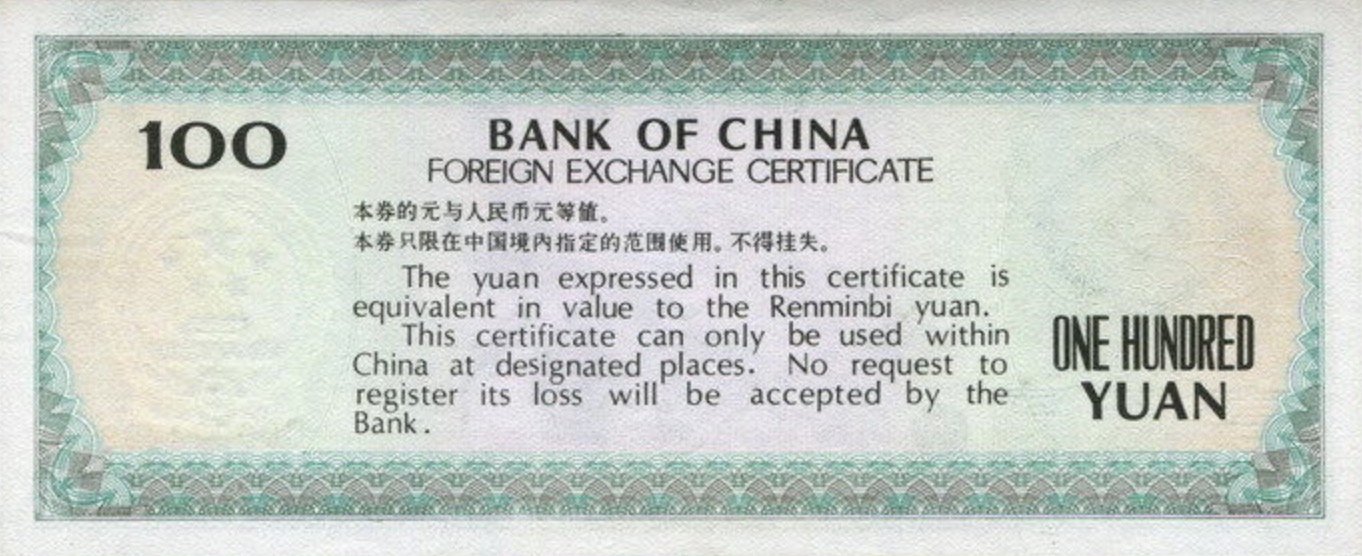 100
BANK OF CHINA
FOREIGN EXCHANGE CERTIFICATE
本券的元与人民币元等值。
本券只限在中国境内指定的范围使用。不得挂失。
The yuan expressed in this certificate is
equivalent in value to the Renminbi yuan.
This certificate can only be used within
China at designated places. No request to
register its loss will be accepted by the
Bank.
ONE HUNDRED
YUAN